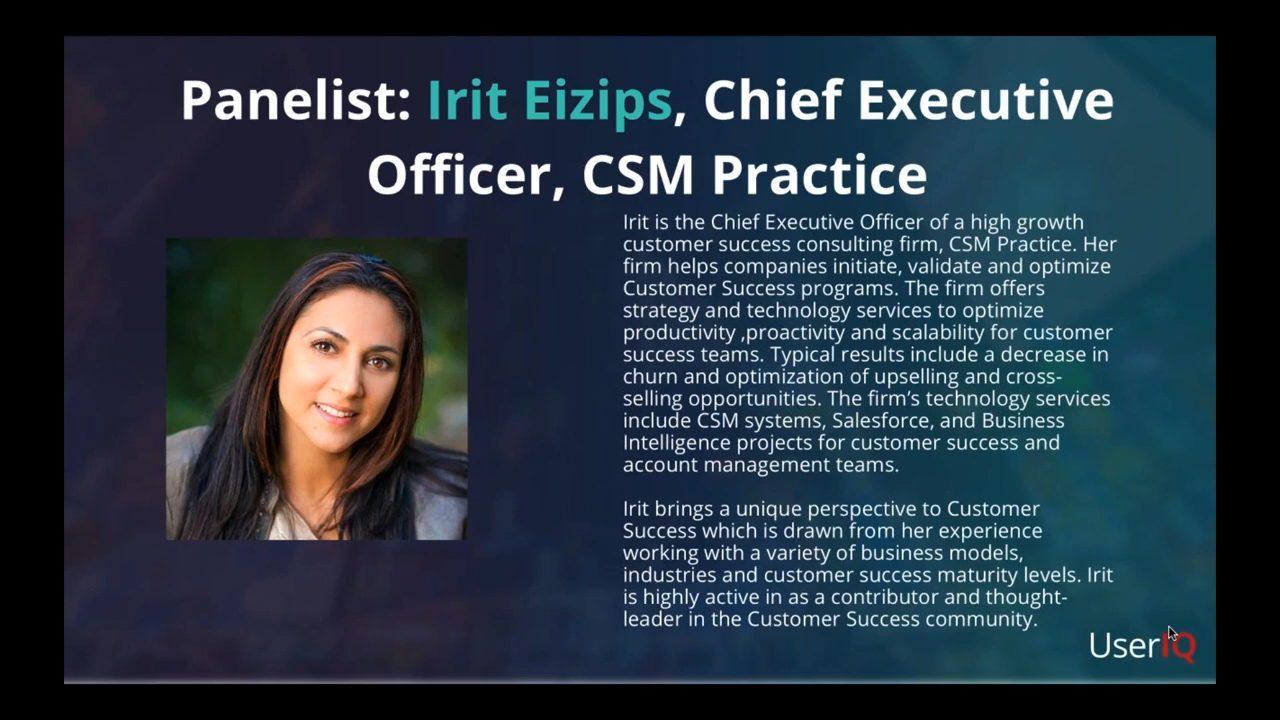 Panelist: Irit Eizips, Chief Executive
Officer, CSM Practice
Irit is the Chief Executive Officer of a high growth
customer success consulting firm, CSM Practice. Her
firm helps companies initiate, validate and optimize
Customer Success programs. The firm offers
strategy and technology services to optimize
productivity ,proactivity and scalability for customer
success teams. Typical results include a decrease in
churn and optimization of upselling and cross-
selling opportunities. The firm’s technology services
include CSM systems, Salesforce, and Business
Intelligence projects for customer success and
account management teams.
Irit brings a unique perspective to Customer
Success which is drawn from her experience
working with a variety of business models,
industries and customer success maturity levels. Irit
is highly active in as a contributor and thought-
leader in the Customer Success community.
UserIQ